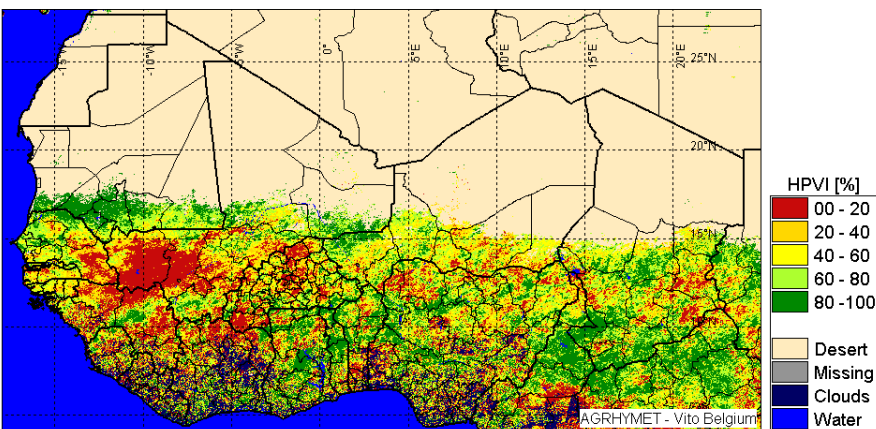 -15°W
-10°W
-5°W
0°
5°E
10°E
15°E
20°E
25°N
20°N
15°N
HPVI [%]
00 - 20
20 - 40
40 - 60
60 - 80
80 -100
Desert
Missing
Clouds
Water
AGRHYMET - Vito Belgium